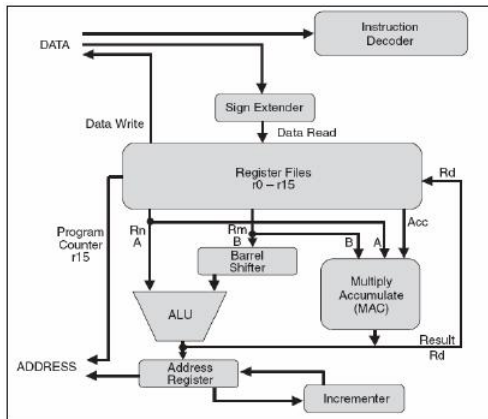 Instruction
Decoder
DATA
Sign Extender
Data Write
Data Read
Register Files
r0 – r15
Rd
Program
Counter
r15
Rn
A
Rm
B
B
A
Acc
Barrel
Shifter
Multiply
Accumulate
(MAC)
ALU
Result
Rd
ADDRESS
Address
Register
Incrementer